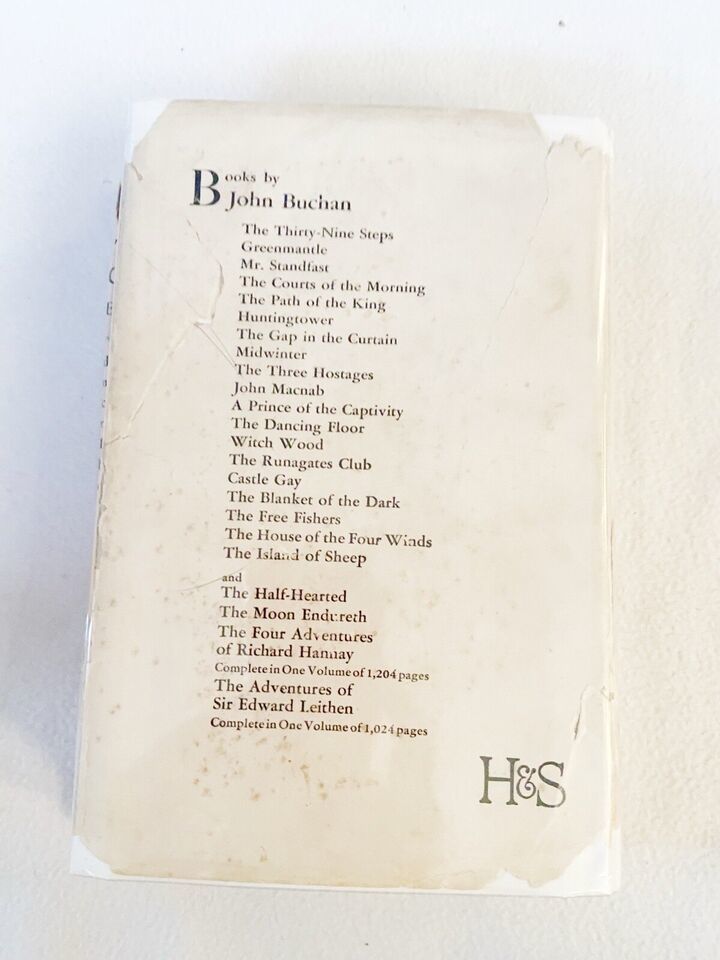 Books by
John Buchan
The Thirty-Nine Steps
Greenmantle
Mr. Standfast
The Courts of the Morning
The Path of the King
Huntingtower
The Gap in the Curtain
Midwinter
The Three Hostages
John Macnab
A Prince of the Captivity
The Dancing Floor
Witch Wood
The Runagates Club
Castle Gay
The Blanket of the Dark
The Free Fishers
The House of the Four Winds
The Island of Sheep
and
The Half-Hearted
The Moon Endureth
The Four Adventures
of Richard Hannay
Complete in One Volume of 1,204 pages
The Adventures of
Sir Edward Leithen
Complete in One Volume of 1,024 pages
H&S